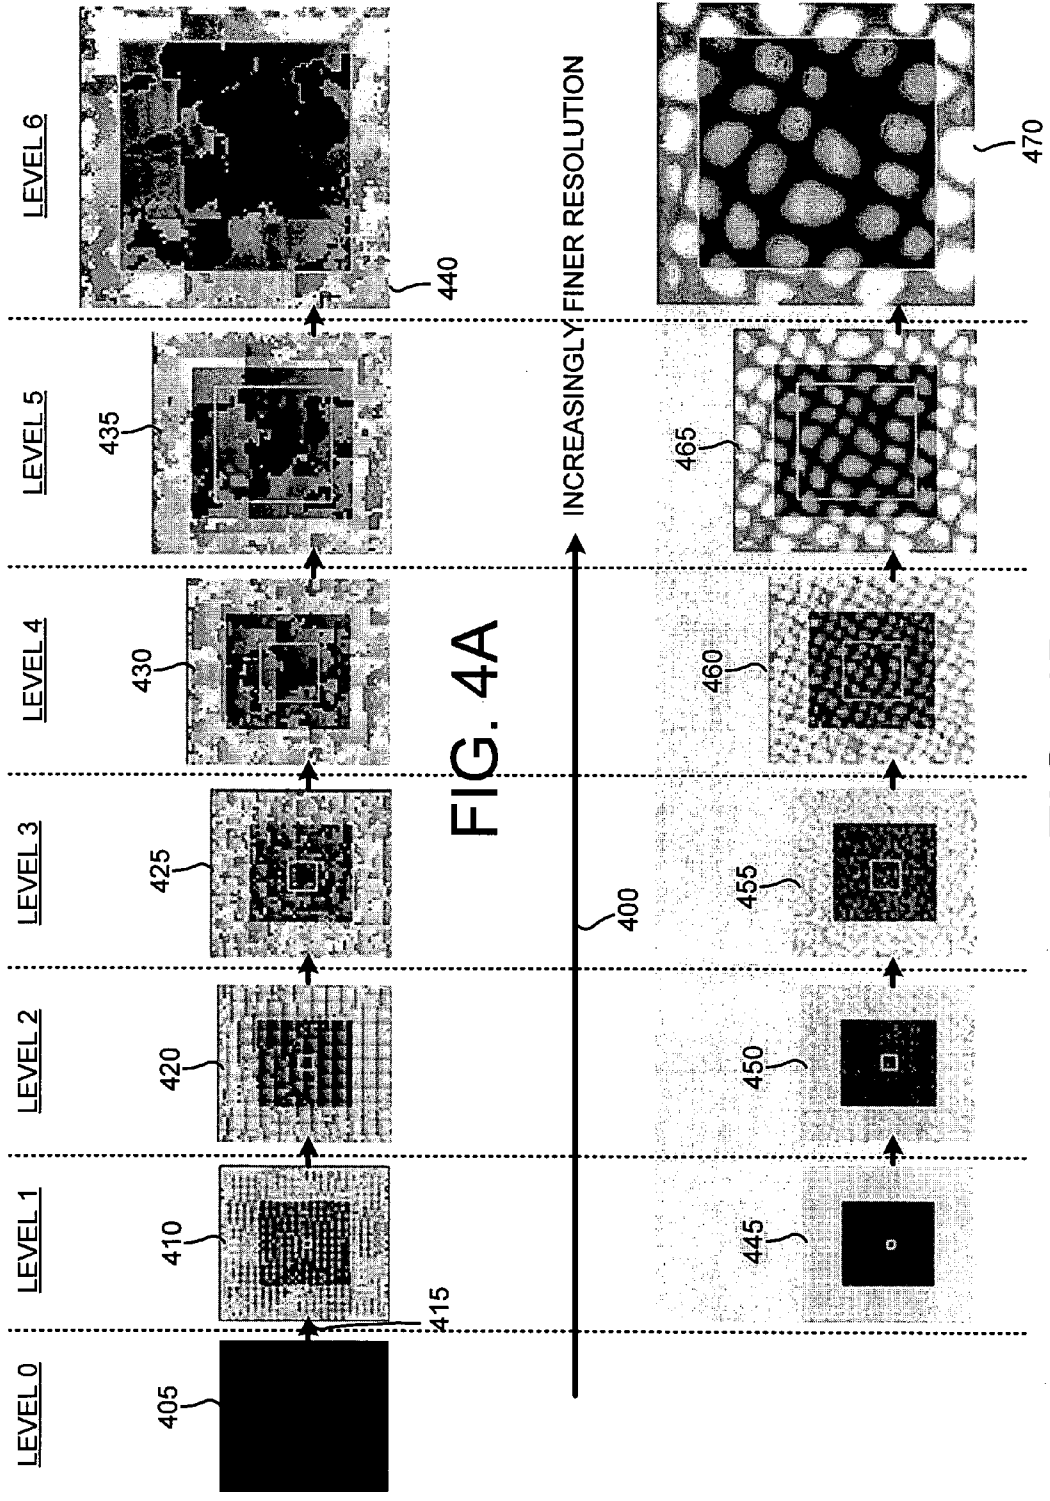 LEVEL 0
LEVEL 1
LEVEL 2
LEVEL 3
LEVEL 4
LEVEL 5
LEVEL 6
405
410
420
425
430
435
440
415
FIG. 4A
400
INCREASINGLY FINER RESOLUTION
445
450
455
460
465
470